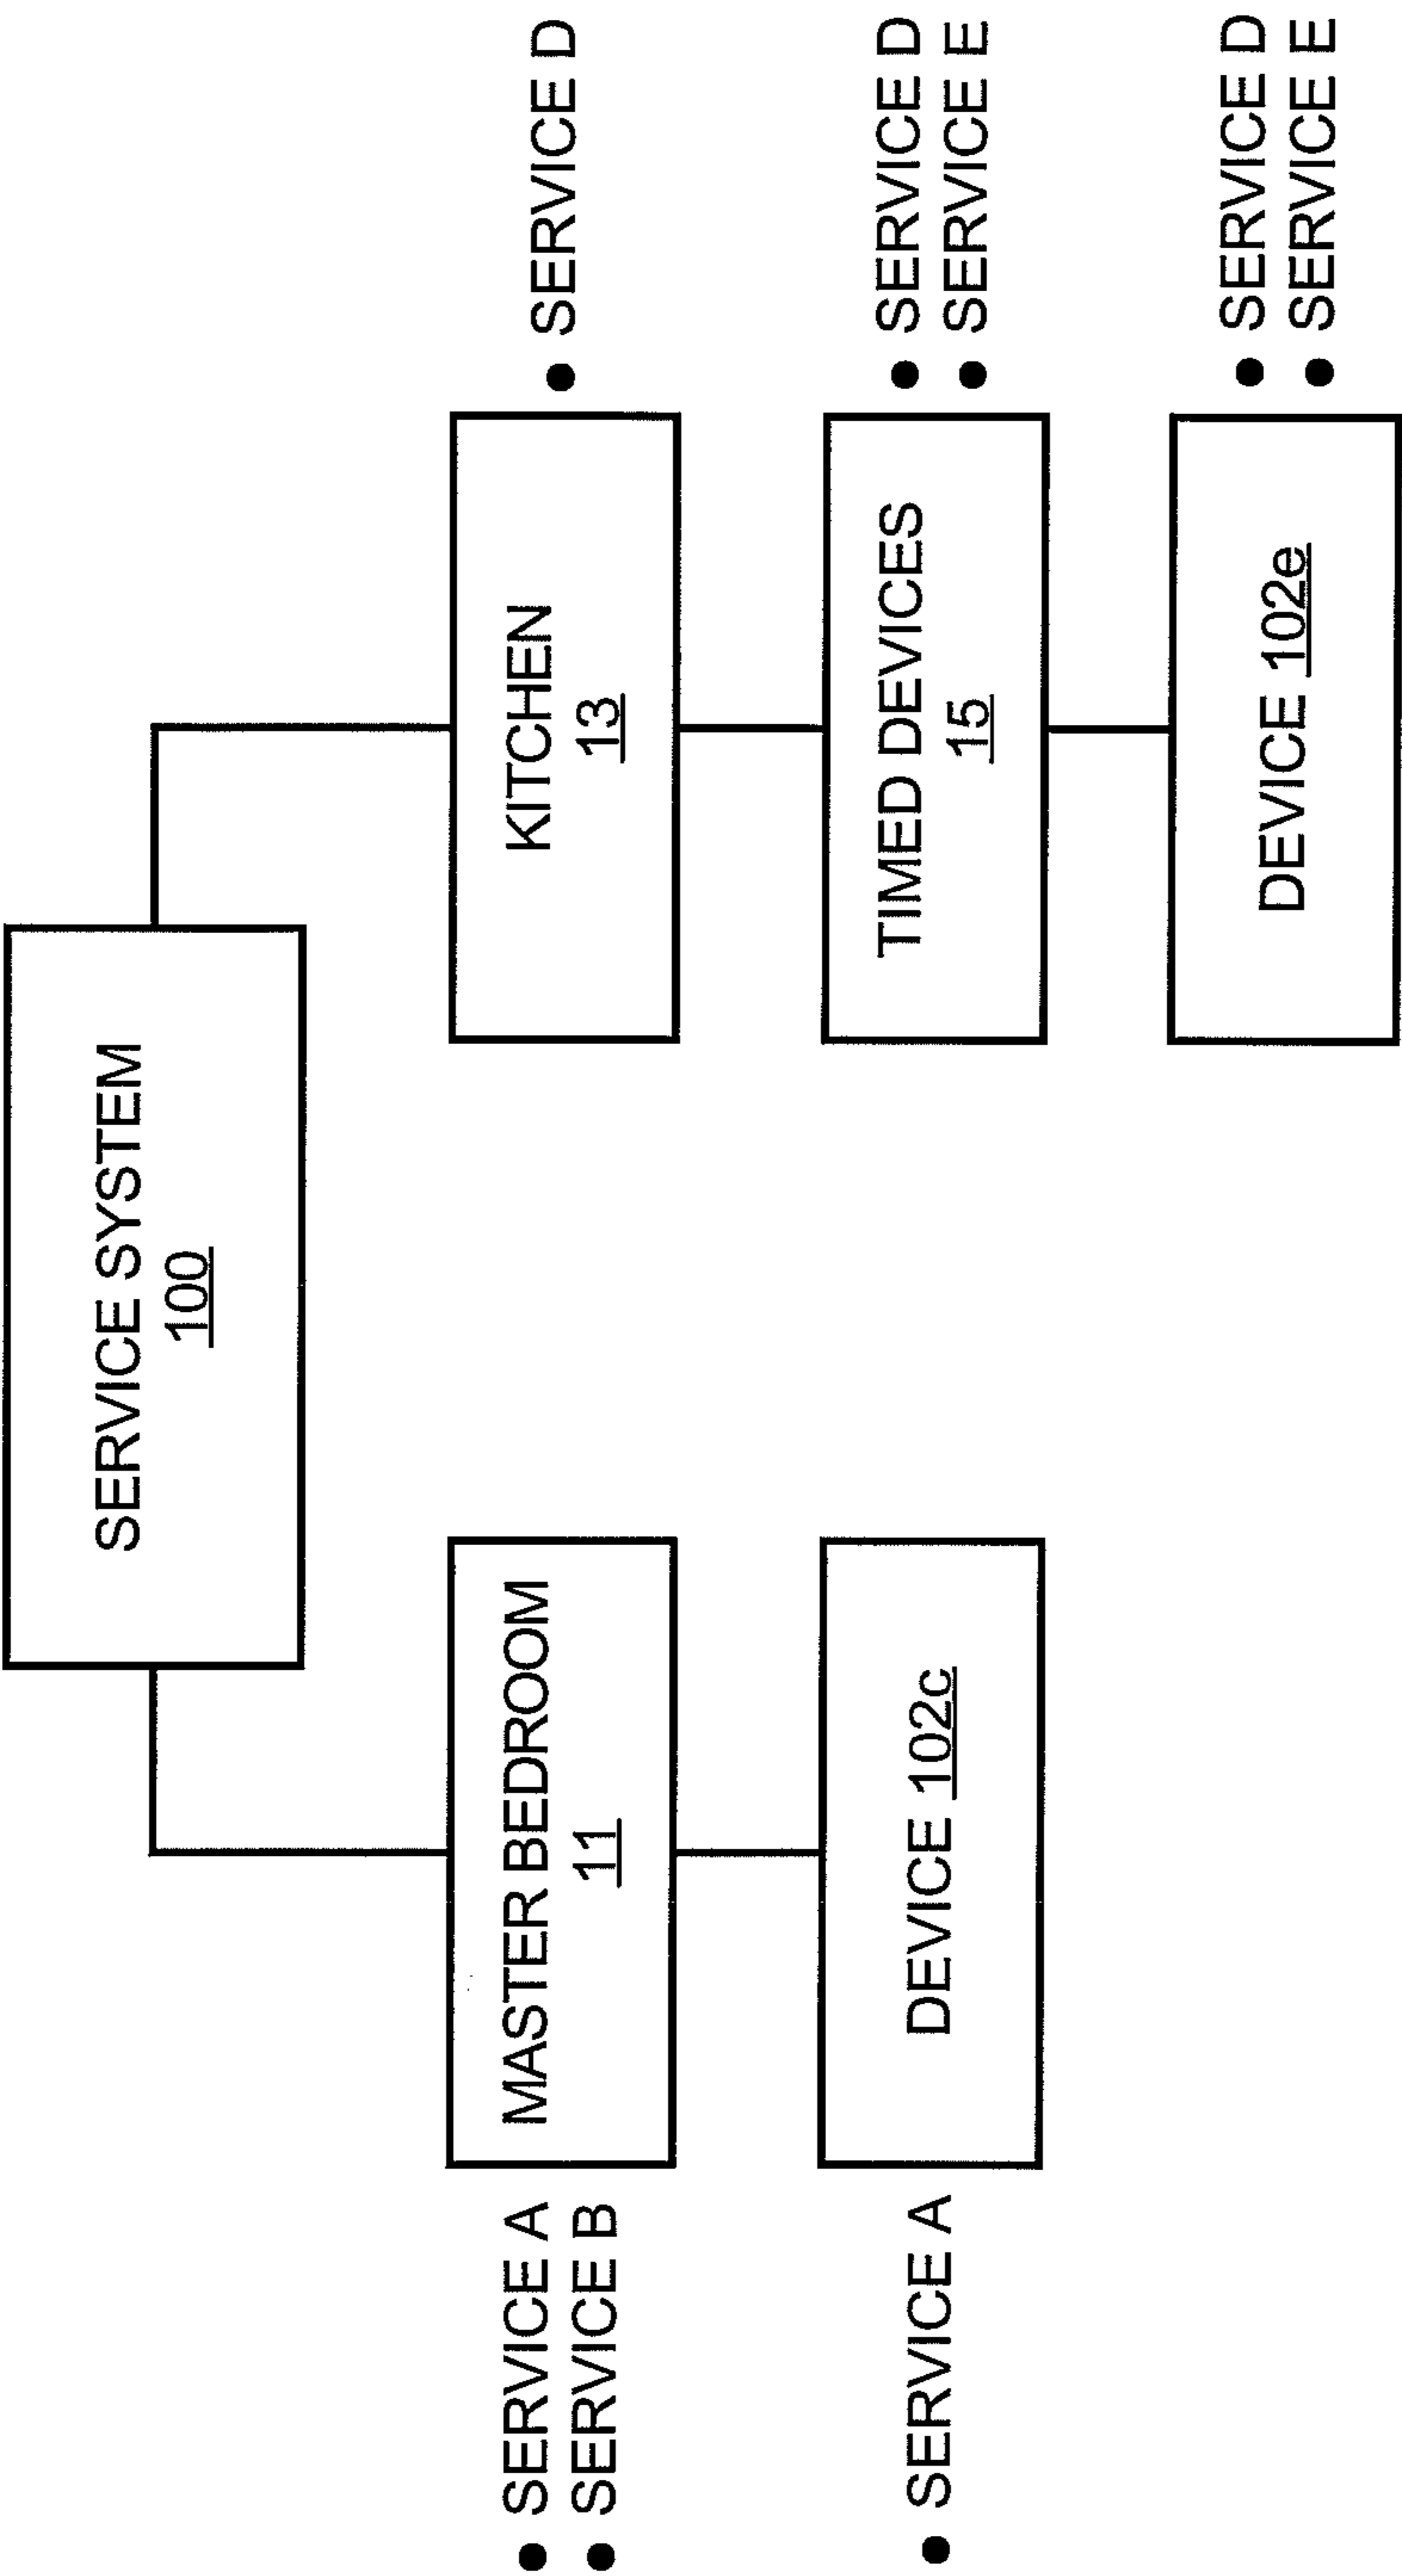 SERVICE SYSTEM
100
• SERVICE A
• SERVICE B
MASTER BEDROOM
11
KITCHEN
13
• SERVICE D
• SERVICE A
DEVICE 102c
TIMED DEVICES
15
• SERVICE D
• SERVICE E
DEVICE 102e
• SERVICE D
• SERVICE E